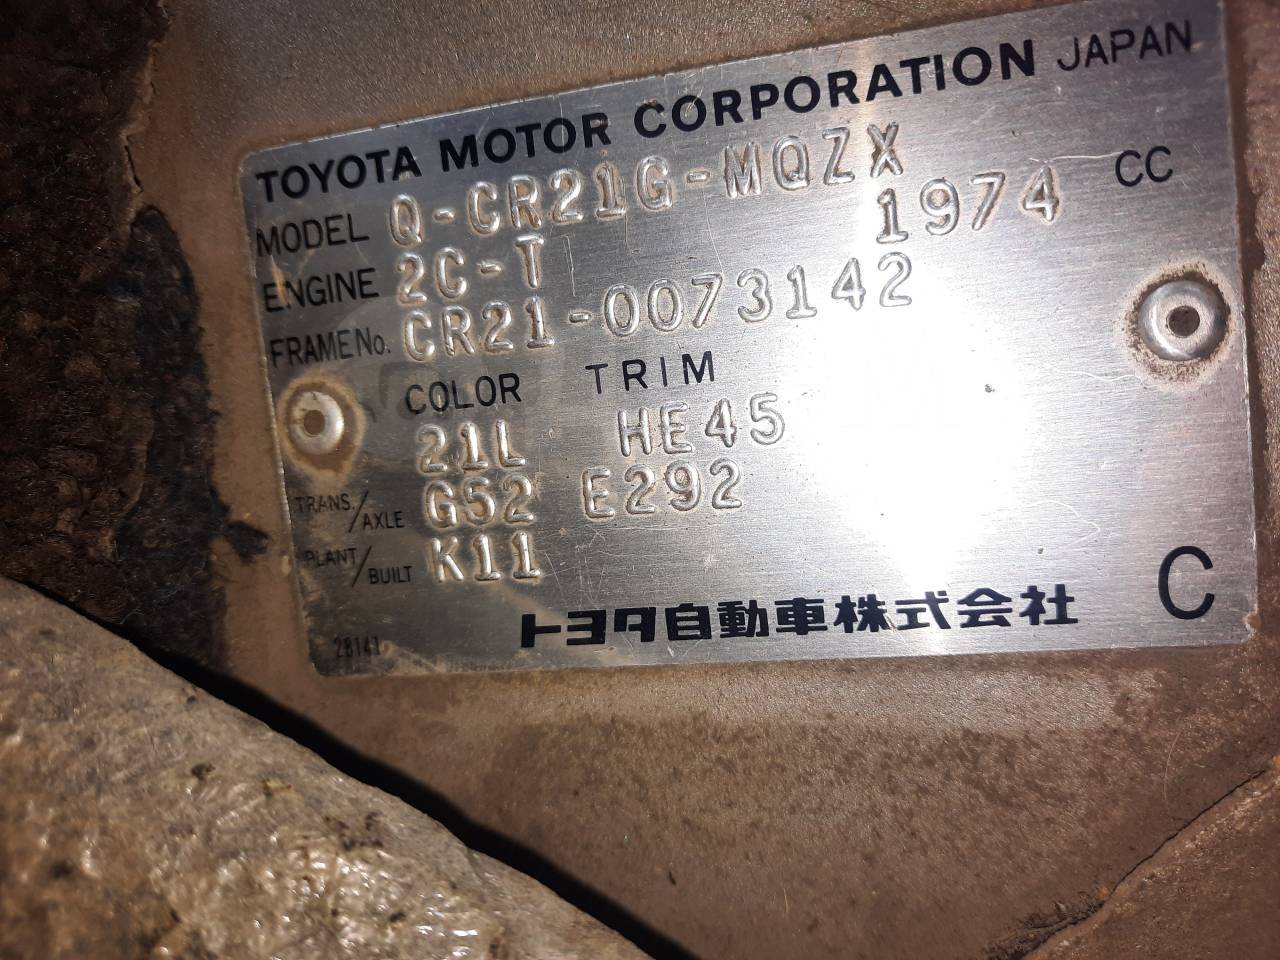 TOYOTA MOTOR CORPORATION JAPAN
MODEL Q-CR21G-MQZX
ENGINE 2C-T 1974 CC
FRAME No. CR21-0073142
COLOR TRIM
21L HE45
TRANS./AXLE G52 E292
PLANT/BUILT K11
トヨタ自動車株式会社 C
28141